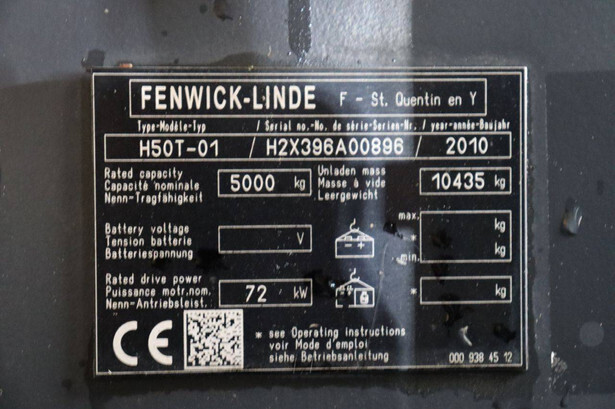 FENWICK-LINDE F - St. Quentin en Y
Type-Modèle-Typ / Serial no.-No. de série-Serien-Nr. / year-année-Baujahr
H50T-01 / H2X396A00896 / 2010
Rated capacity
Capacité nominale
Nenn-Tragfähigkeit
5000 kg
Unladen mass
Masse à vide
Leergewicht
10435 kg
Battery voltage
Tension batterie
Batteriespannung
V
max. kg
*
min. kg
Rated drive power
Puissance motr.nom.
Nenn-Antriebsleist.
72 kW
* kg
CE
* see Operating instructions
voir Mode d'emploi
siehe Betriebsanleitung
000 938 45 12